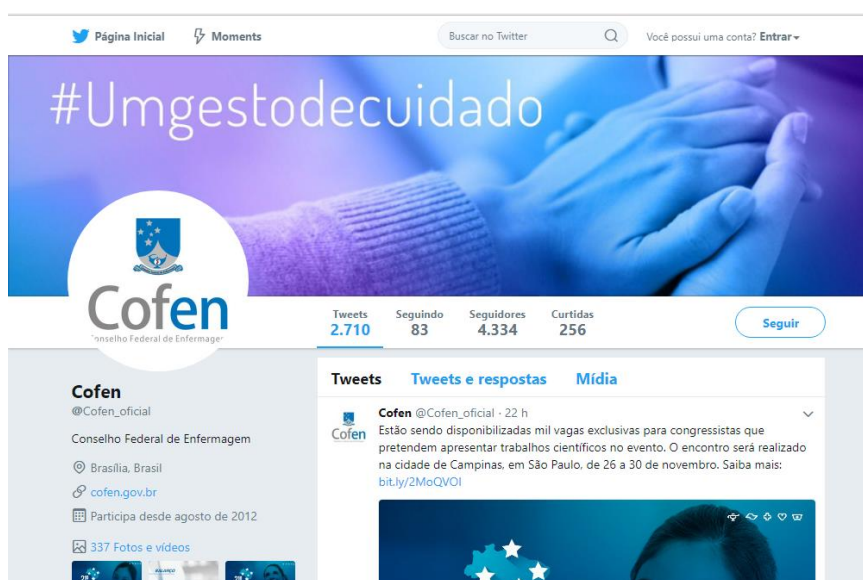 Página Inicial
Moments
Buscar no Twitter
Você possui uma conta? Entrar
#Umgestodecuidado
Cofen
Conselho Federal de Enfermagem
Tweets
2.710
Seguindo
83
Seguidores
4.334
Curtidas
256
Seguir
Cofen
@Cofen_oficial
Conselho Federal de Enfermagem
Brasília, Brasil
cofen.gov.br
Participa desde agosto de 2012
337 Fotos e vídeos
Tweets
Tweets e respostas
Mídia
Cofen
Cofen @Cofen_oficial · 22 h
Estão sendo disponibilizadas mil vagas exclusivas para congressistas que
pretendem apresentar trabalhos científicos no evento. O encontro será realizado
na cidade de Campinas, em São Paulo, de 26 a 30 de novembro. Saiba mais:
bit.ly/2MoQVOI